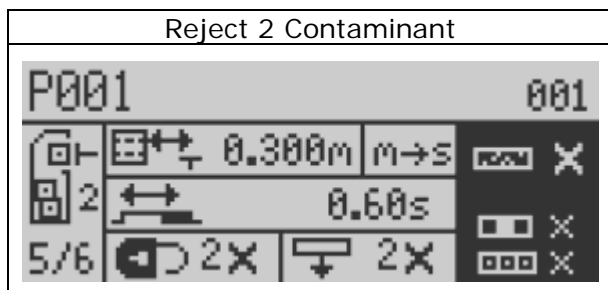 Reject 2 Contaminant
P001 001
0.300m m→s
2 0.60s
5/6 2X 2X